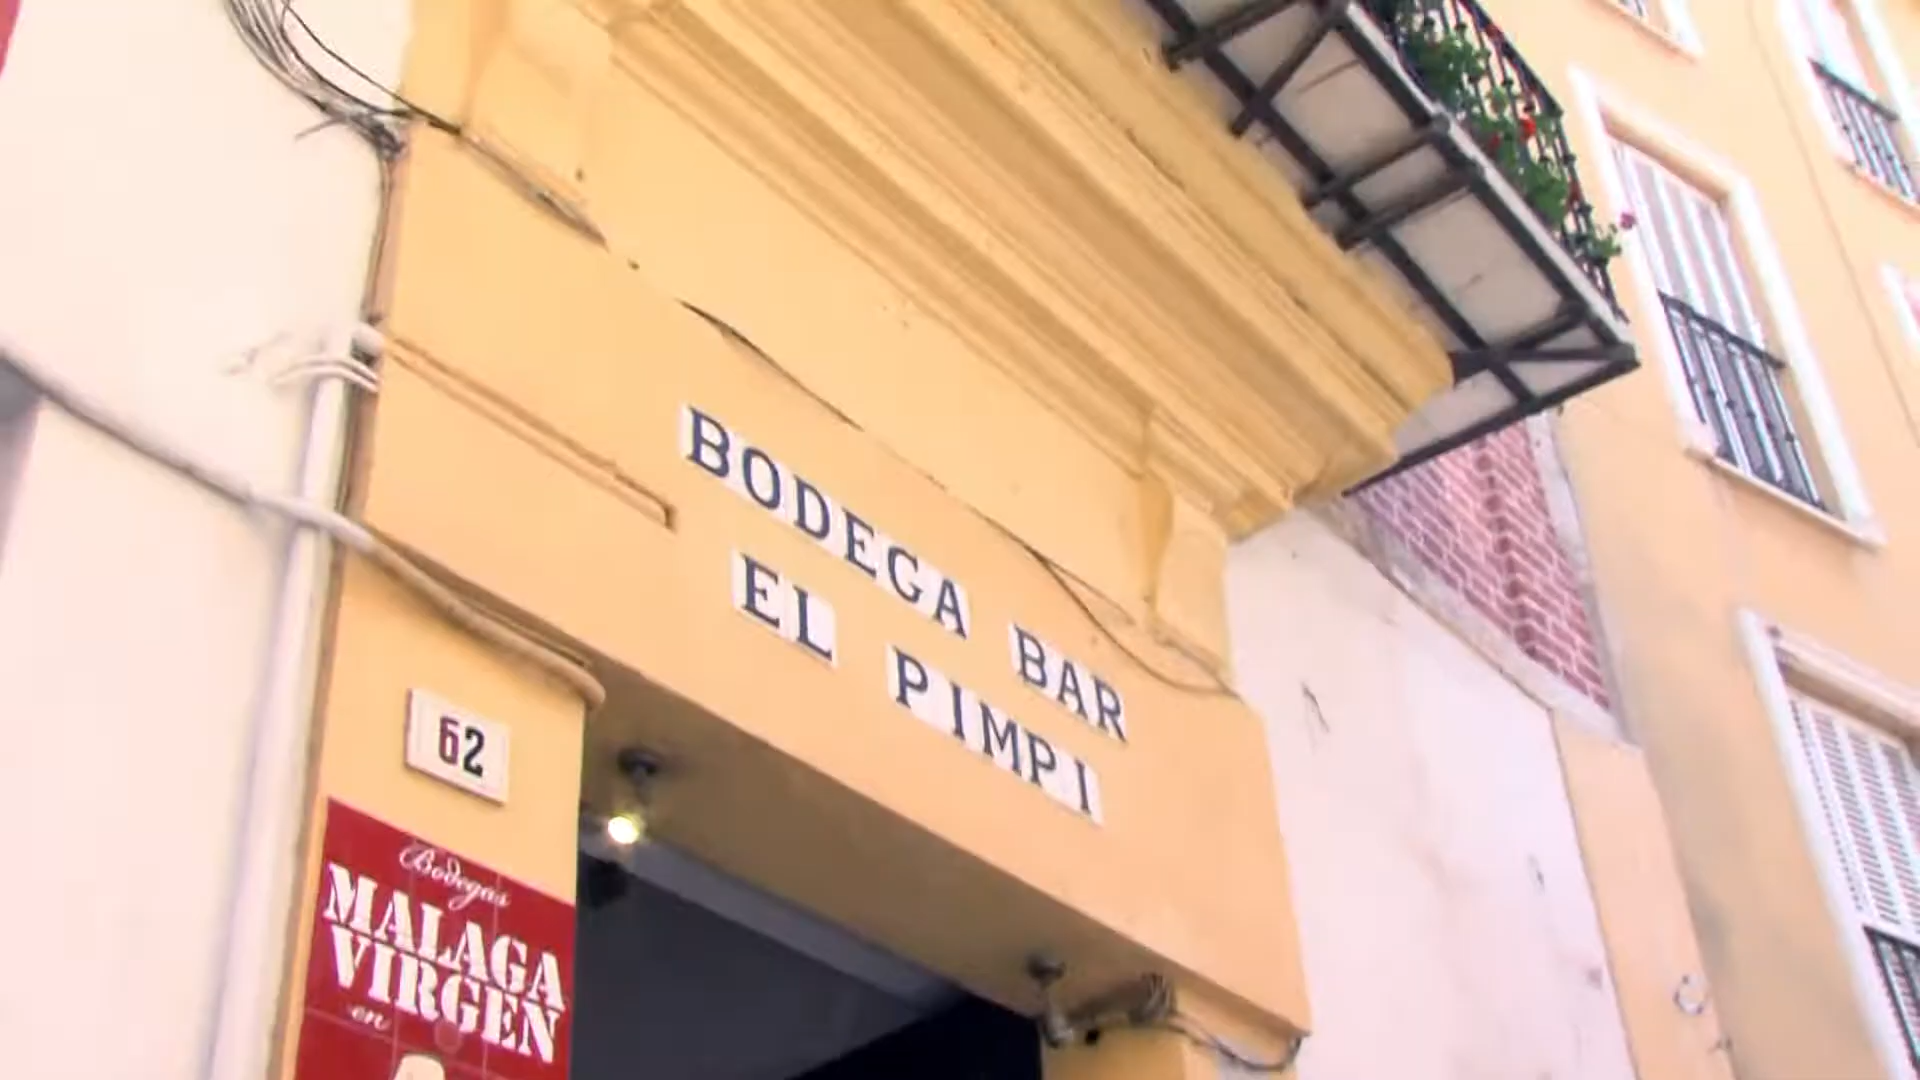 BODEGA BAR
EL PIMPI
62
Bodegas
MALAGA
VIRGEN
en